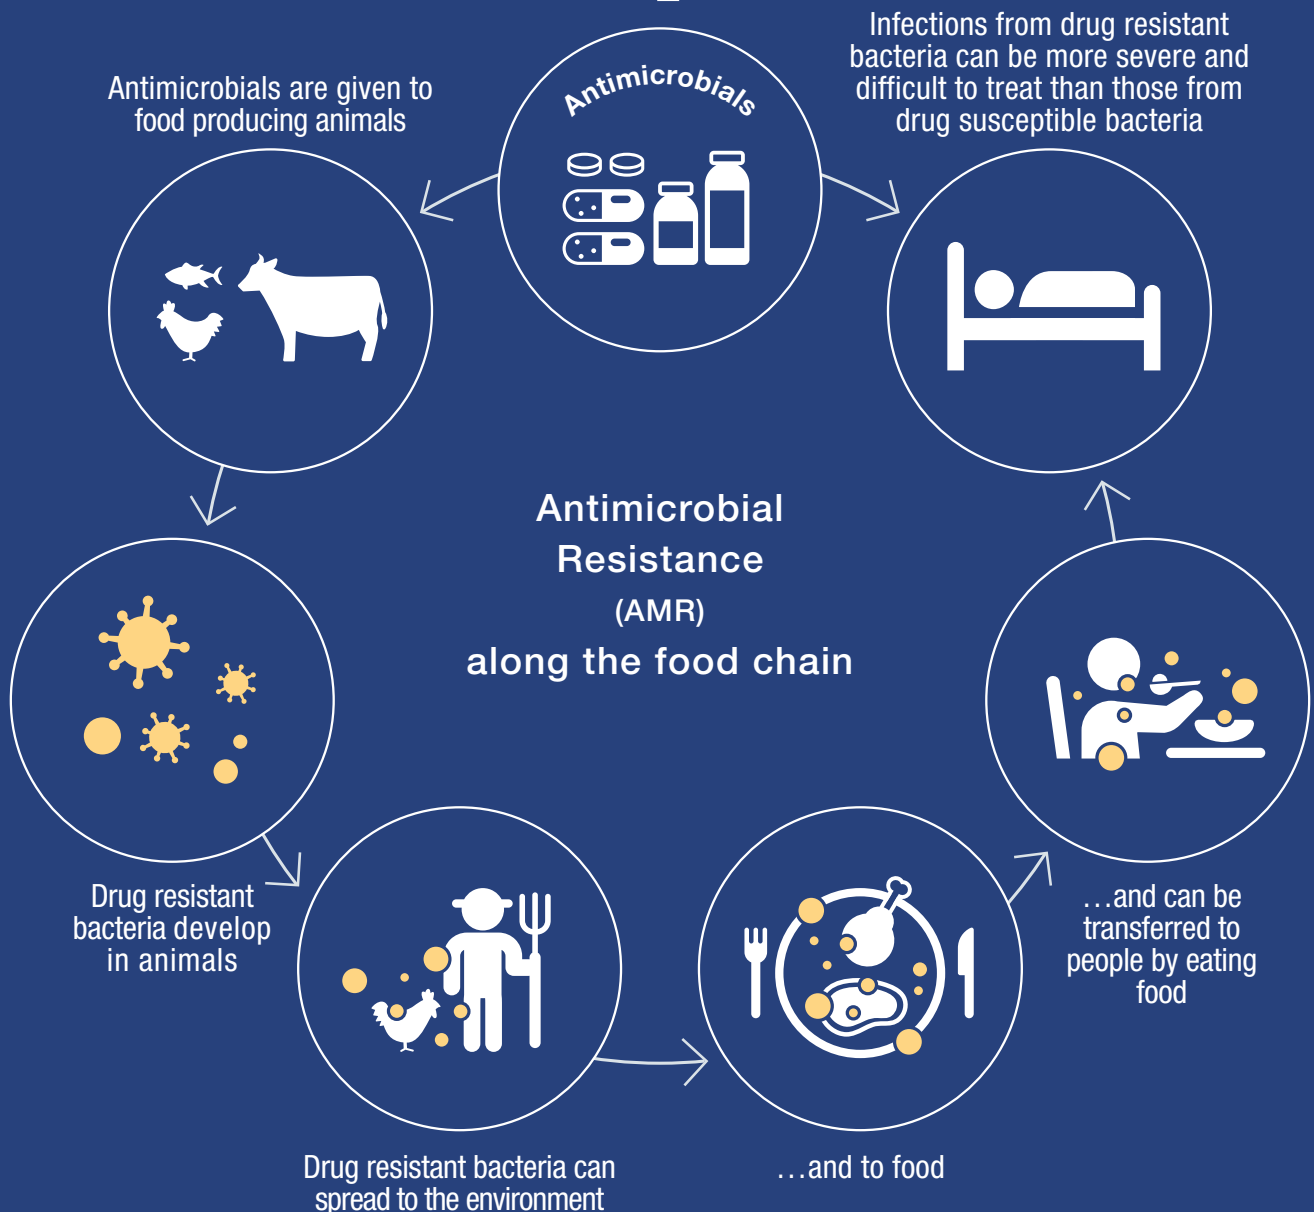 Antimicrobials
Antimicrobials are given to
food producing animals
Drug resistant
bacteria develop
in animals
Drug resistant bacteria can
spread to the environment
…and to food
…and can be
transferred to
people by eating
food
Infections from drug resistant
bacteria can be more severe and
difficult to treat than those from
drug susceptible bacteria
Antimicrobial
Resistance
(AMR)
along the food chain